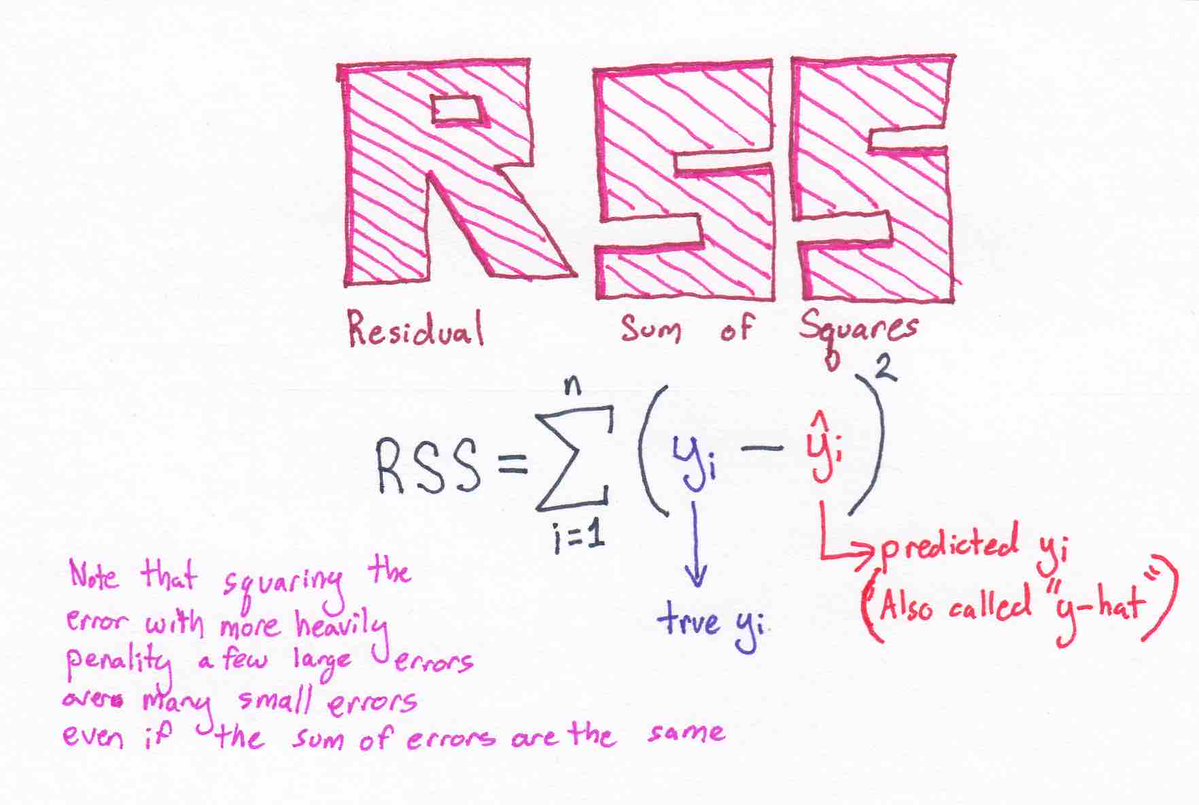 RSS
Residual Sum of Squares
RSS = \sum_{i=1}^{n} (y_i - \hat{y}_i)^2
true y_i
predicted y_i
(Also called "y-hat")
Note that squaring the
error with more heavily
penality a few large errors
over many small errors
even if the sum of errors are the same